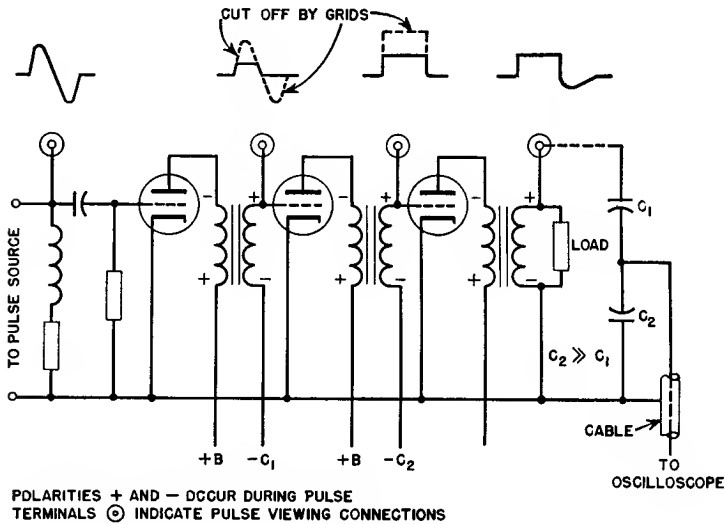 CUT OFF BY GRIDS
TO PULSE SOURCE
- + - + - +
+ - + - -
LOAD
C1
C2
C2 ≫ C1
CABLE
+B -C1 +B -C2
TO
OSCILLOSCOPE
POLARITIES + AND - OCCUR DURING PULSE
TERMINALS ⊙ INDICATE PULSE VIEWING CONNECTIONS